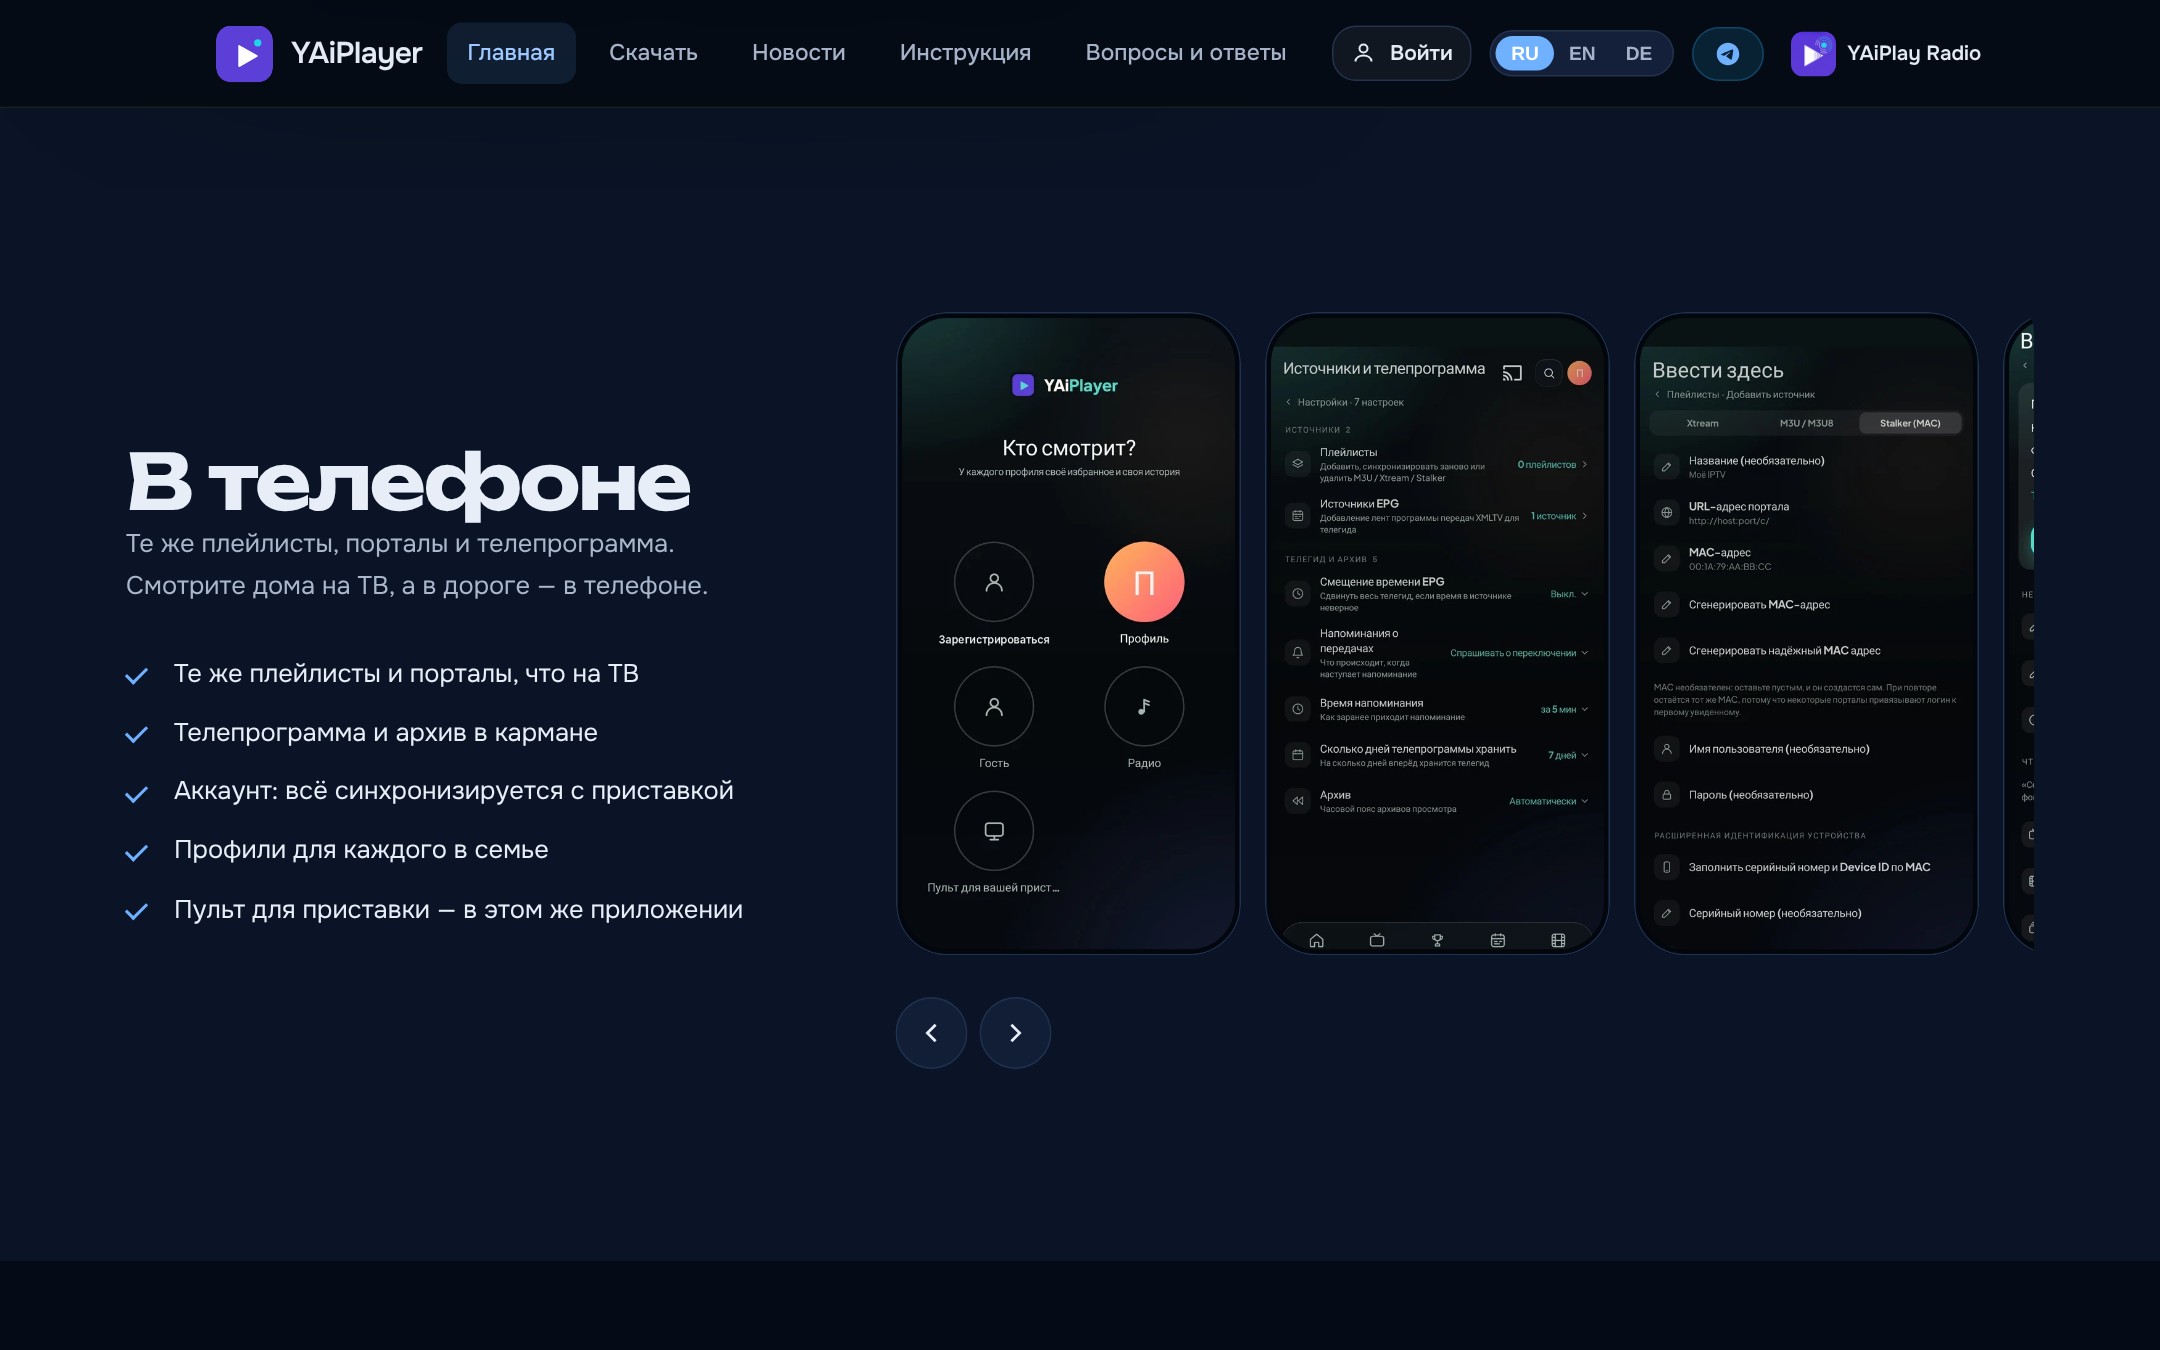 YAiPlayer
Главная
Скачать
Новости
Инструкция
Вопросы и ответы
Войти
RU
EN
DE
YAiPlay Radio
В телефоне
Те же плейлисты, порталы и телепрограмма.
Смотрите дома на ТВ, а в дороге — в телефоне.
Те же плейлисты и порталы, что на ТВ
Телепрограмма и архив в кармане
Аккаунт: всё синхронизируется с приставкой
Профили для каждого в семье
Пульт для приставки — в этом же приложении
YAiPlayer
Кто смотрит?
У каждого профиля своё избранное и своя история
Зарегистрироваться
П
Профиль
Гость
Радио
Пульт для вашей прист...
Источники и телепрограмма
П
Настройки · 7 настроек
ИСТОЧНИКИ 2
Плейлисты
Добавить, синхронизировать заново или
удалить M3U / Xtream / Stalker
0 плейлистов
Источники EPG
Добавление лент программы передач XMLTV для
телегида
1 источник
ТЕЛЕГИД И АРХИВ 5
Смещение времени EPG
Сдвинуть весь телегид, если время в источнике
неверное
Выкл.
Напоминания о
передачах
Что происходит, когда
наступает напоминание
Спрашивать о переключении
Время напоминания
Как заранее приходит напоминание
за 5 мин
Сколько дней телепрограммы хранить
На сколько дней вперёд хранится телегид
7 дней
Архив
Часовой пояс архивов просмотра
Автоматически
Ввести здесь
Плейлисты · Добавить источник
Xtream
M3U / M3U8
Stalker (MAC)
Название (необязательно)
Моё IPTV
URL-адрес портала
http://host:port/c/
MAC-адрес
00:1A:79:AA:BB:CC
Сгенерировать MAC-адрес
Сгенерировать надёжный MAC адрес
MAC необязателен: оставьте пустым, и он создастся сам. При повторе
остаётся тот же MAC, потому что некоторые порталы привязывают логин к
первому увиденному.
Имя пользователя (необязательно)
Пароль (необязательно)
РАСШИРЕННАЯ ИДЕНТИФИКАЦИЯ УСТРОЙСТВА
Заполнить серийный номер и Device ID по MAC
Серийный номер (необязательно)
В